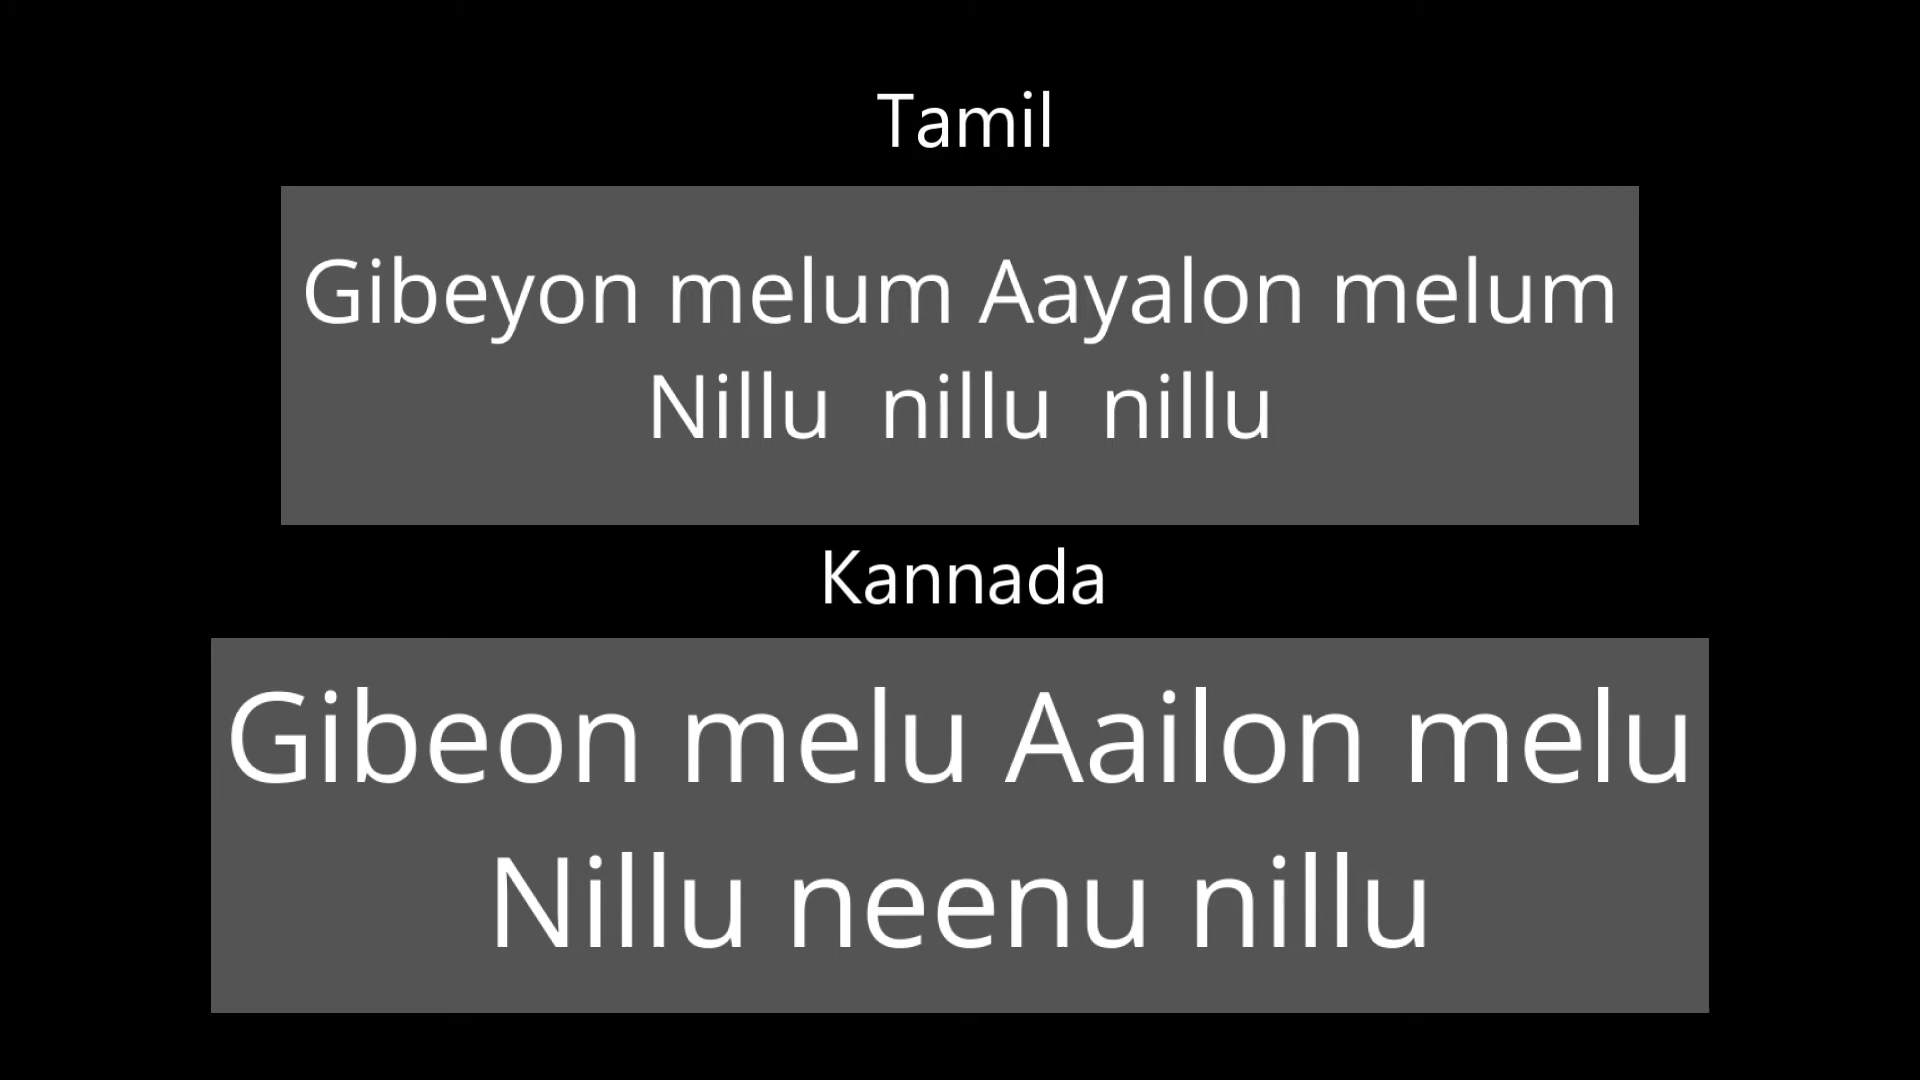 Tamil
Gibeyon melum Aayalon melum
Nillu nillu nillu
Kannada
Gibeon melu Aailon melu
Nillu neenu nillu